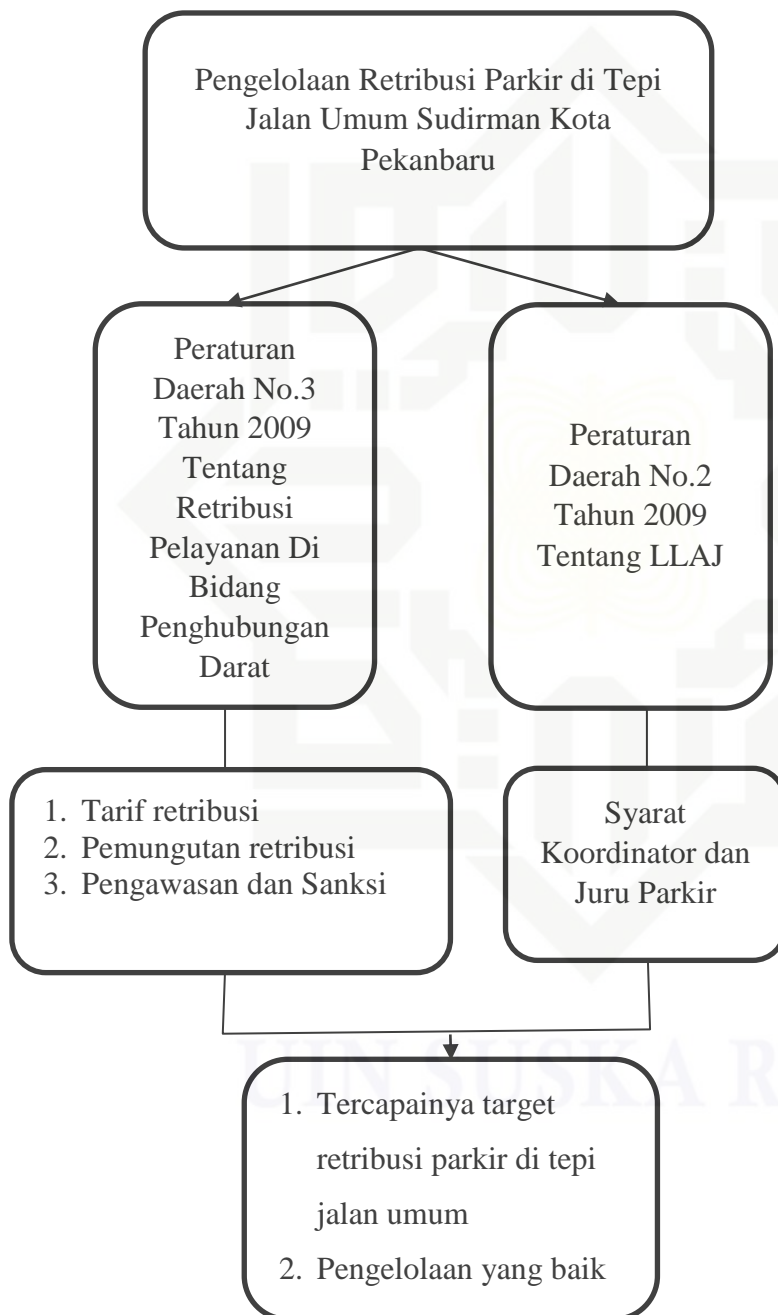 Pengelolaan Retribusi Parkir di Tepi
Jalan Umum Sudirman Kota
Pekanbaru
Peraturan
Daerah No.3
Tahun 2009
Tentang
Retribusi
Pelayanan Di
Bidang
Penghubungan
Darat
Peraturan
Daerah No.2
Tahun 2009
Tentang LLAJ
1. Tarif retribusi
2. Pemungutan retribusi
3. Pengawasan dan Sanksi
Syarat
Koordinator dan
Juru Parkir
UIN SUSKA R
1. Tercapainya target
retribusi parkir di tepi
jalan umum
2. Pengelolaan yang baik